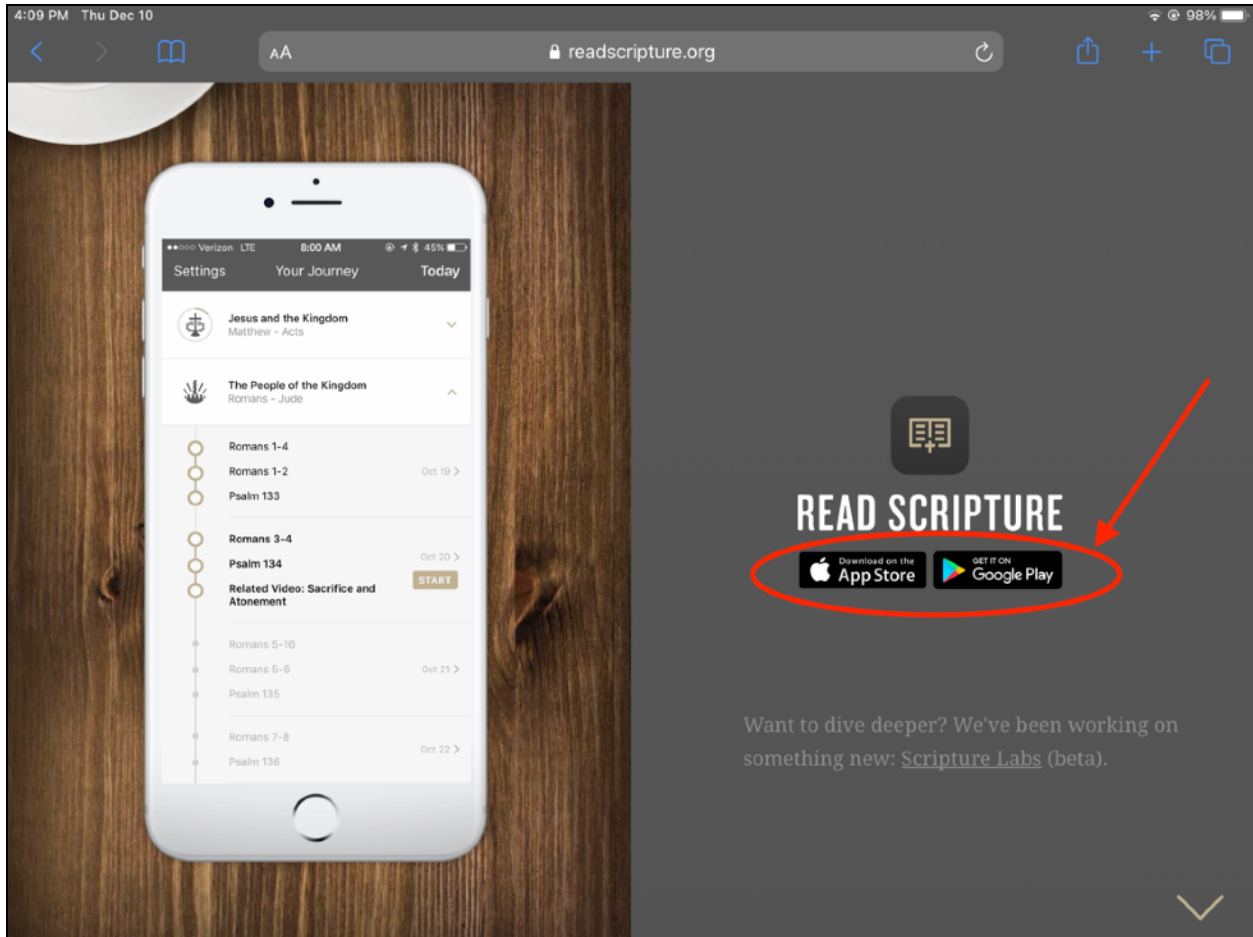 4:09 PM Thu Dec 10
98%
AA
readscripture.org
Verizon LTE 8:00 AM 45%
Settings Your Journey Today
Jesus and the Kingdom
Matthew - Acts
The People of the Kingdom
Romans - Jude
Romans 1-4
Romans 1-2 Oct 19
Psalm 133
Romans 3-4
Psalm 134 Oct 20
Related Video: Sacrifice and START
Atonement
Romans 5-16
Romans 5-6 Oct 21
Psalm 135
Romans 7-8 Oct 22
Psalm 136
READ SCRIPTURE
Download on the
App Store
GET IT ON
Google Play
Want to dive deeper? We've been working on
something new: Scripture Labs (beta).